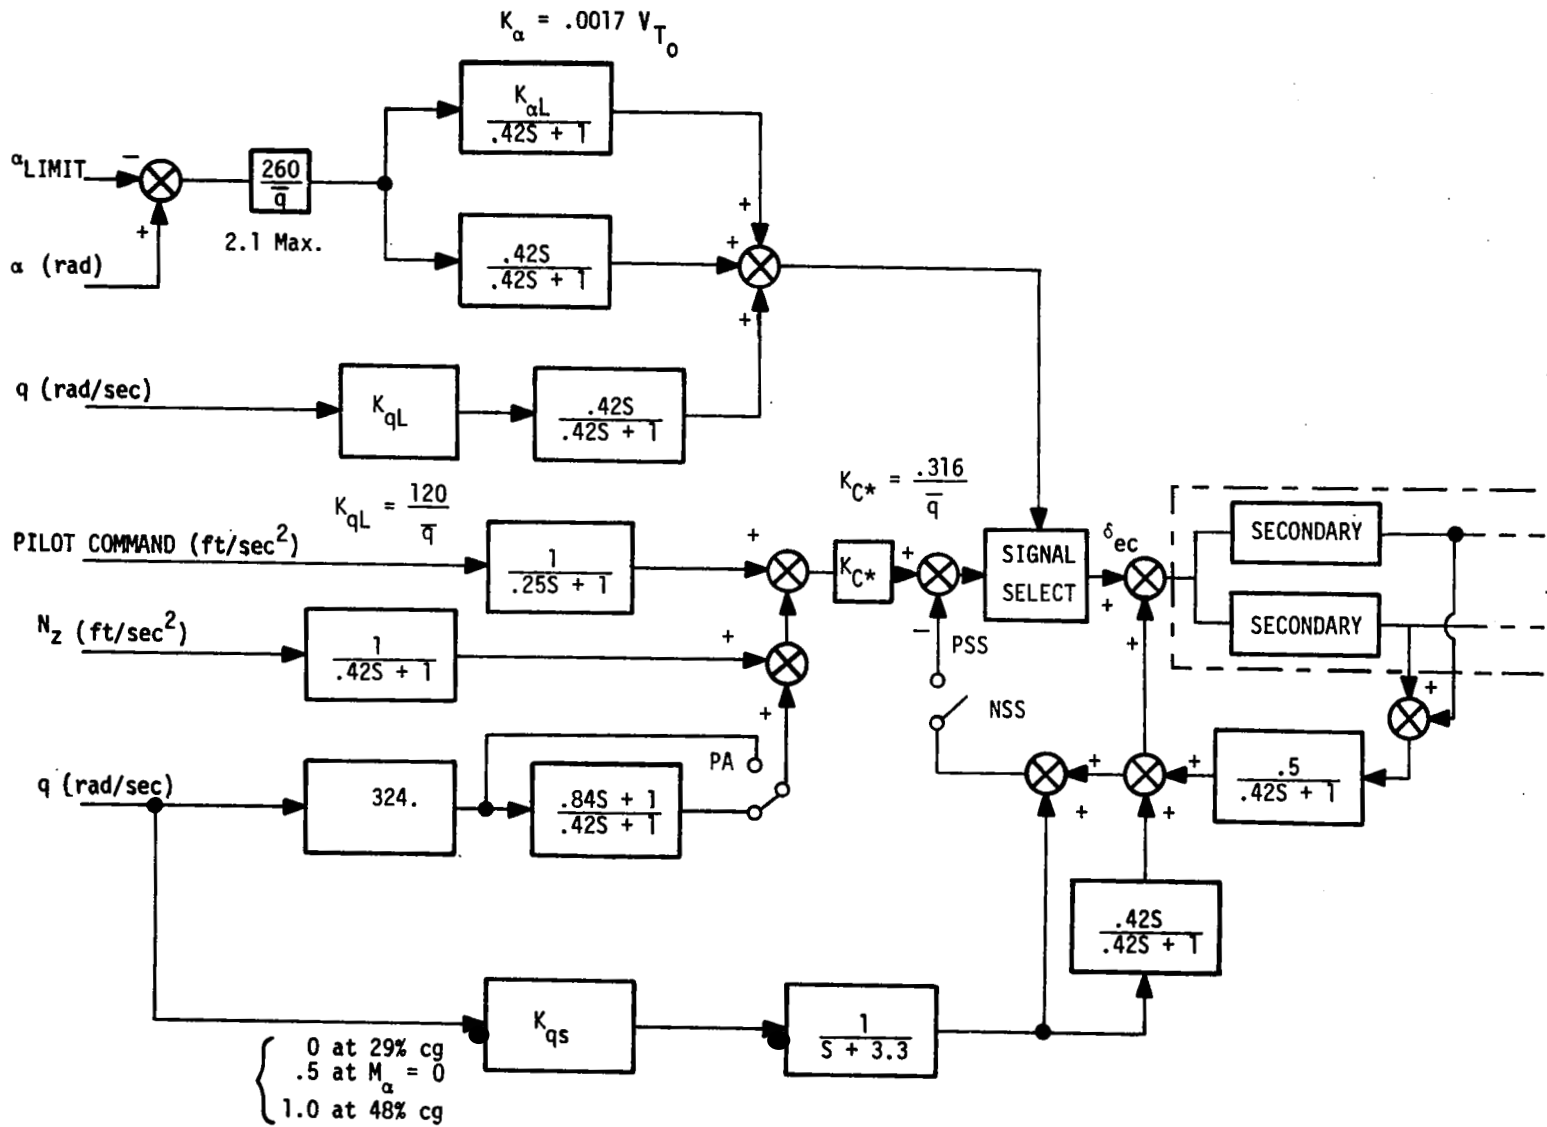 K_α = .0017 V_T_o
K_αL
.42S + 1
α_LIMIT
−
260
q̅
2.1 Max.
+
α (rad)
+
+
.42S
.42S + 1
+
q (rad/sec)
K_qL
.42S
.42S + 1
K_C* = .316 / q̅
K_qL = 120 / q̅
PILOT COMMAND (ft/sec²)
1
.25S + 1
+
K_C*
+
SIGNAL
SELECT
δ_ec
+
SECONDARY
SECONDARY
N_z (ft/sec²)
1
.42S + 1
+
−
PSS
NSS
+
+
+
PA
q (rad/sec)
324.
.84S + 1
.42S + 1
+
+
+
+
.5
.42S + 1
.42S
.42S + 1
K_qs
1
S + 3.3
0 at 29% cg
.5 at M_α = 0
1.0 at 48% cg